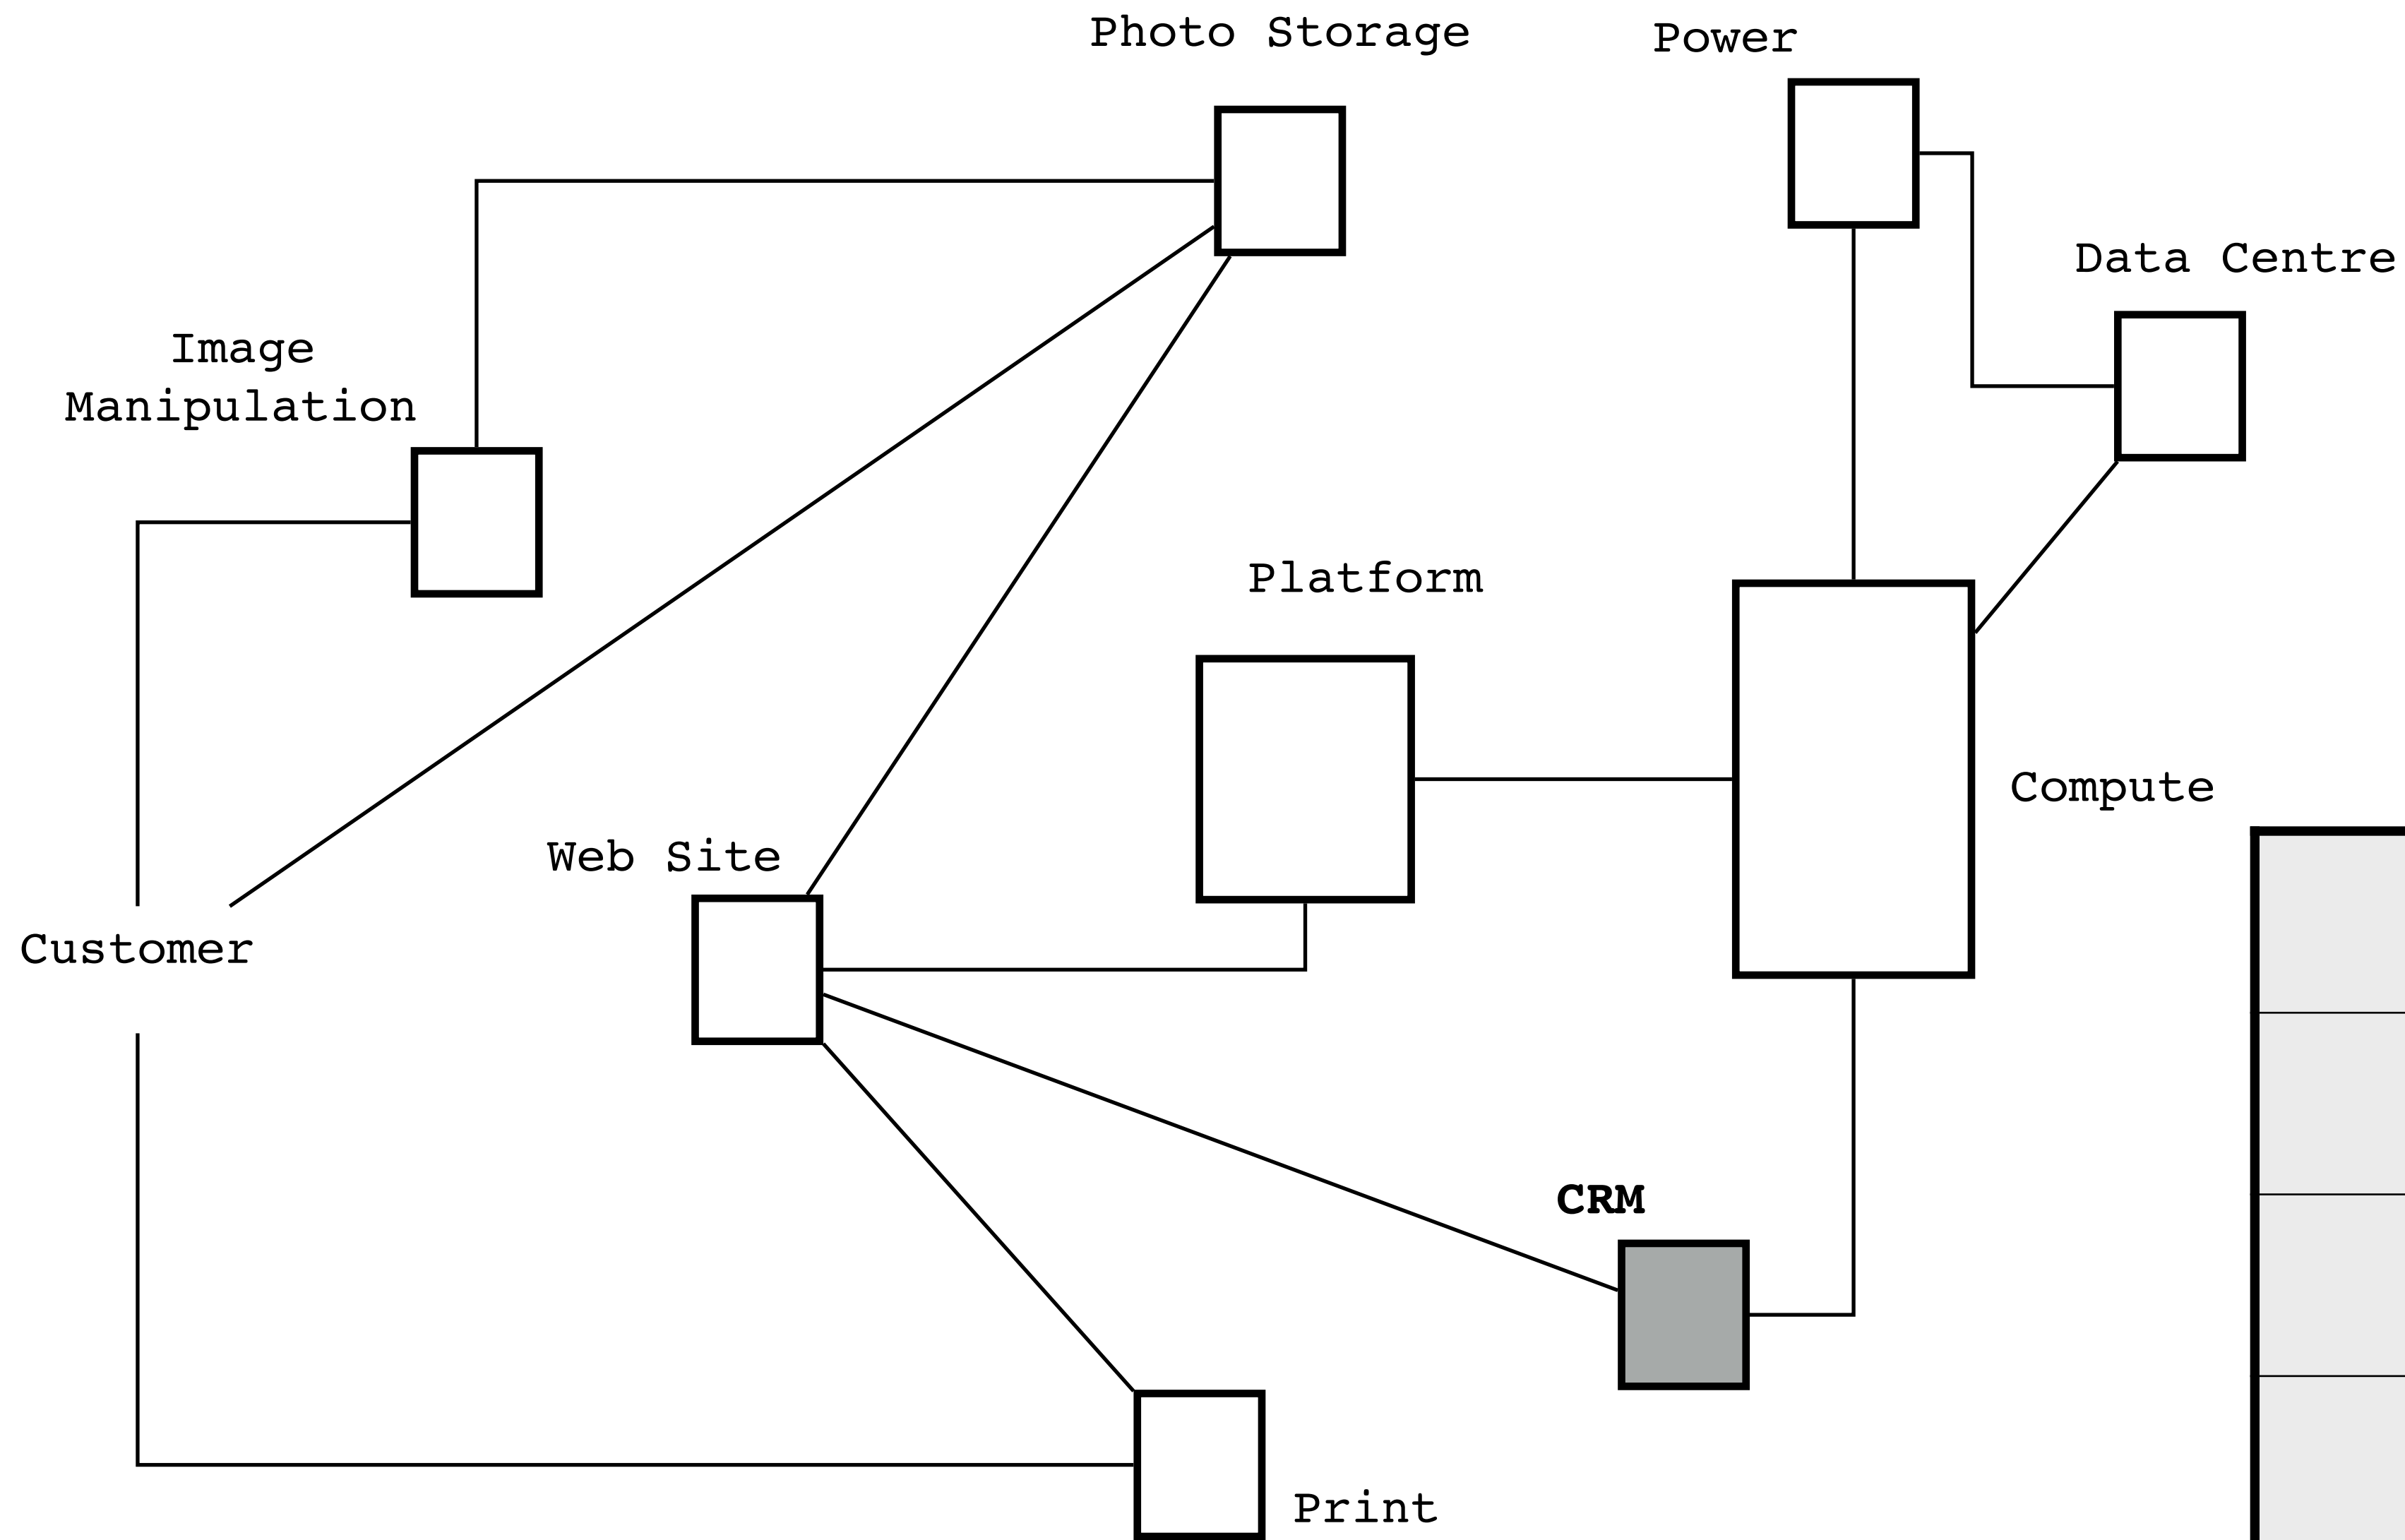 Photo Storage
Power
Data Centre
Image
Manipulation
Platform
Compute
Web Site
Customer
CRM
Print